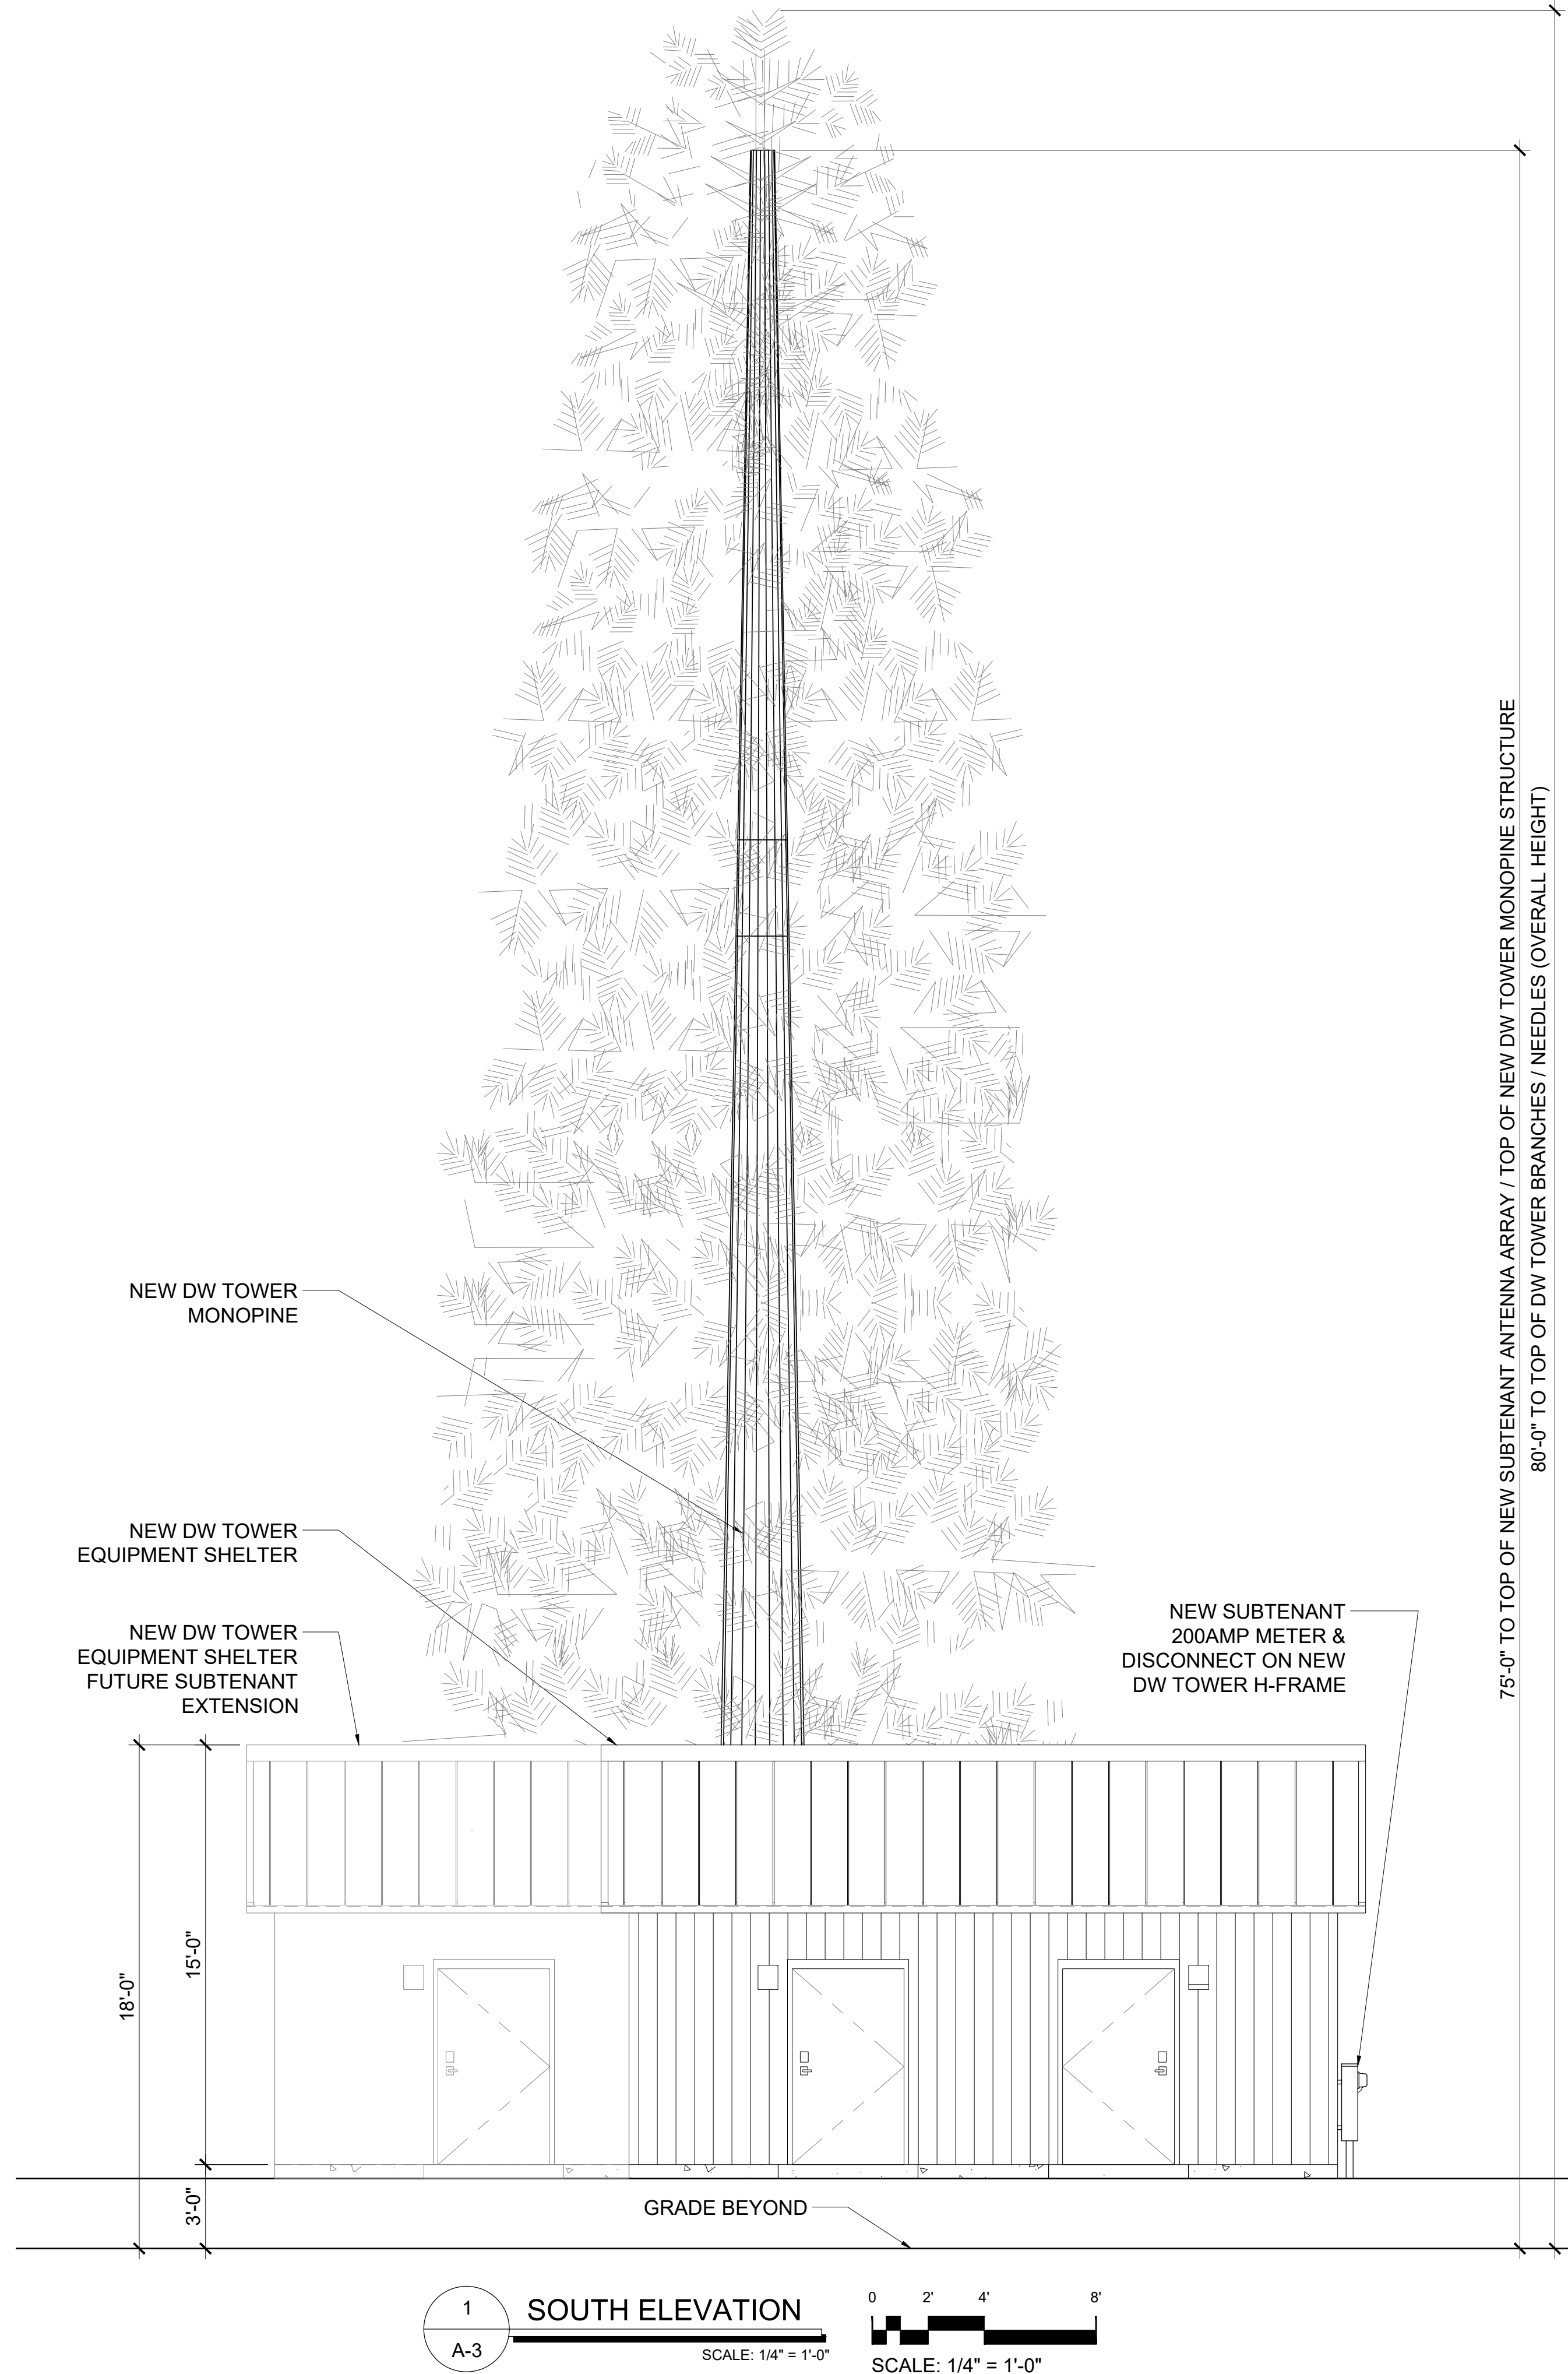 75'-0" TO TOP OF NEW SUBTENANT ANTENNA ARRAY / TOP OF NEW DW TOWER MONOPINE STRUCTURE
80'-0" TO TOP OF DW TOWER BRANCHES / NEEDLES (OVERALL HEIGHT)
NEW DW TOWER
MONOPINE
NEW DW TOWER
EQUIPMENT SHELTER
NEW DW TOWER
EQUIPMENT SHELTER
FUTURE SUBTENANT
EXTENSION
NEW SUBTENANT
200AMP METER &
DISCONNECT ON NEW
DW TOWER H-FRAME
18'-0"
15'-0"
3'-0"
GRADE BEYOND
1
A-3
SOUTH ELEVATION
SCALE: 1/4" = 1'-0"
0 2' 4' 8'
SCALE: 1/4" = 1'-0"